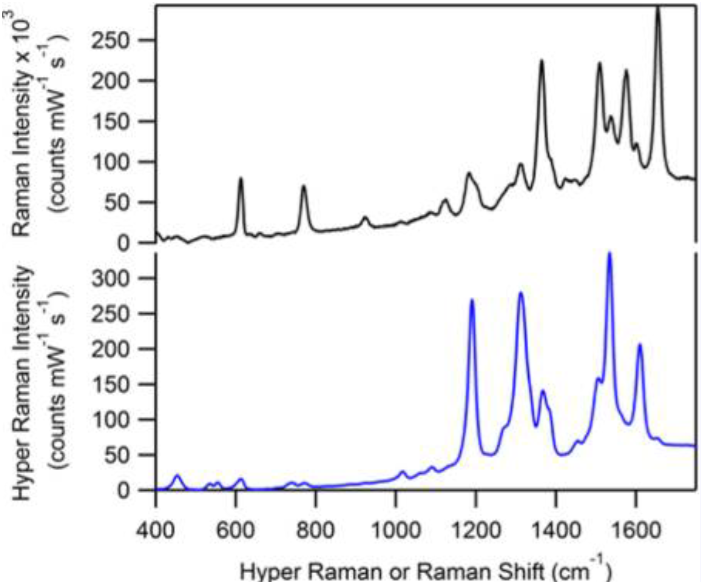 Raman Intensity x 10³
(counts mW⁻¹ s⁻¹)
250
200
150
100
50
0
Hyper Raman Intensity
(counts mW⁻¹ s⁻¹)
300
250
200
150
100
50
0
400 600 800 1000 1200 1400 1600
Hyper Raman or Raman Shift (cm⁻¹)